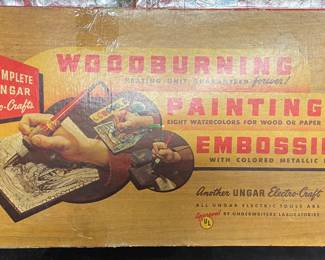 WOODBURNING
HEATING UNIT GUARANTEED forever!
COMPLETE
UNGAR
Electro-Crafts
PAINTING
EIGHT WATERCOLORS FOR WOOD OR PAPER
EMBOSSI
WITH COLORED METALLIC
Another UNGAR Electro-Craft
ALL UNGAR ELECTRIC TOOLS ARE
Approved UL BY UNDERWRITERS LABORATORIES